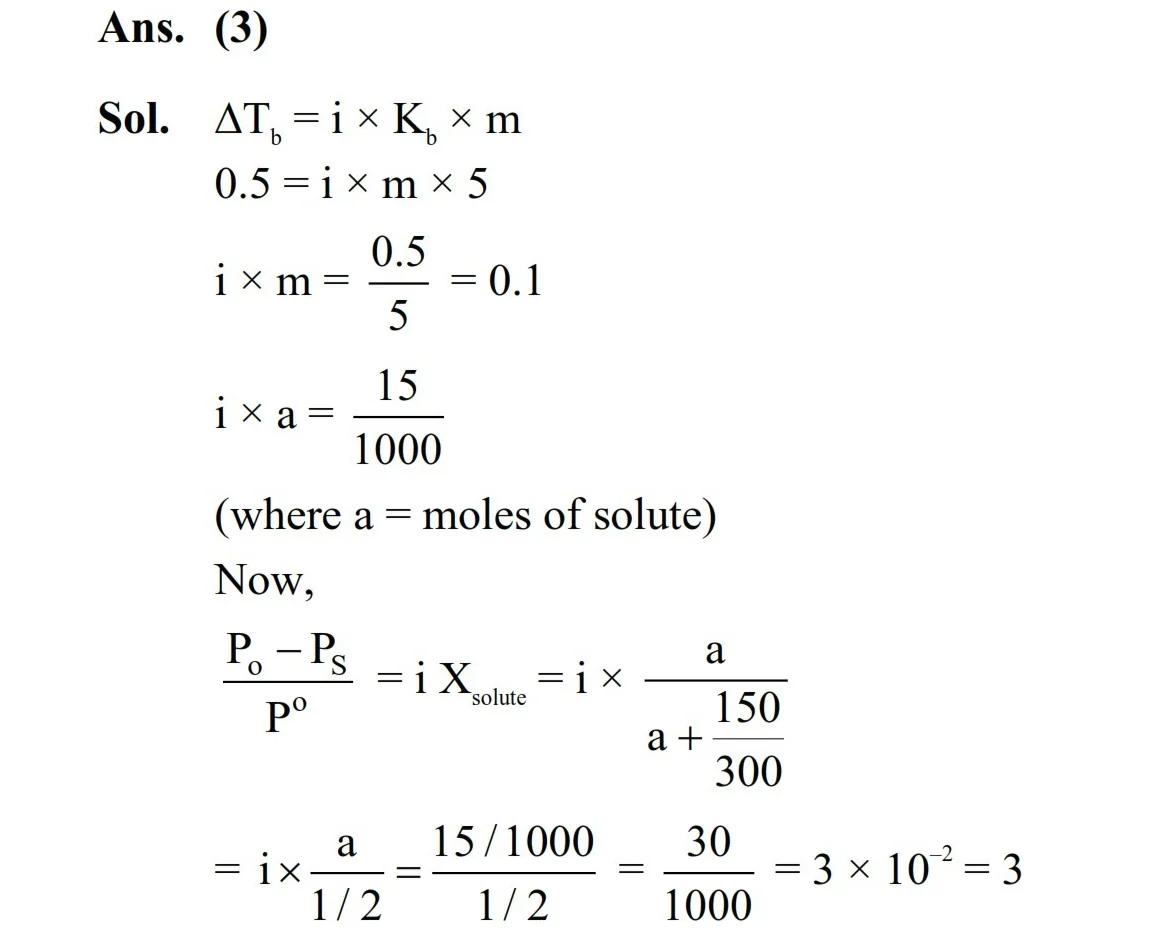 Ans. (3)
Sol. ΔT_b = i × K_b × m
0.5 = i × m × 5
i × m = 0.5/5 = 0.1
i × a = 15/1000
(where a = moles of solute)
Now,
(P_o − P_S)/P^o = i X_solute = i × a/(a + 150/300)
= i × a/(1/2) = (15/1000)/(1/2) = 30/1000 = 3 × 10^−2 = 3